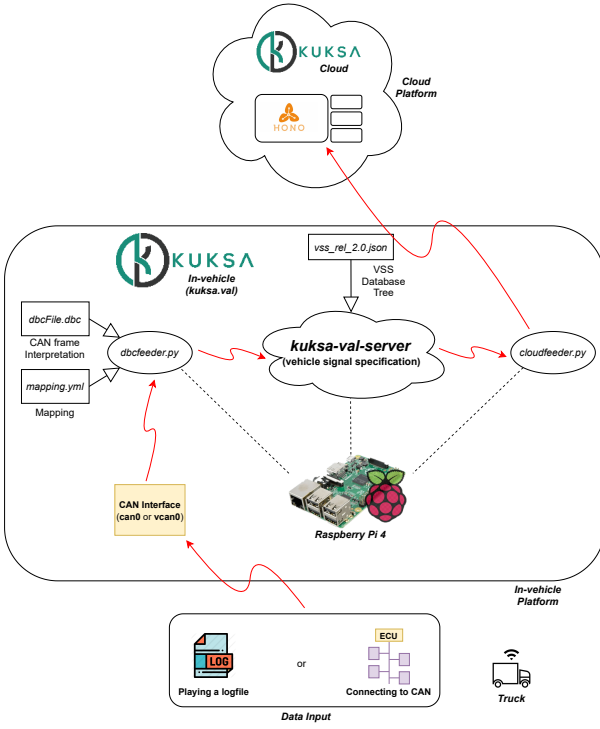 KUKSA
Cloud
Cloud
Platform
HONO
KUKSA
In-vehicle
(kuksa.val)
vss_rel_2.0.json
VSS
Database
Tree
dbcFile.dbc
CAN frame
Interpretation
dbcfeeder.py
kuksa-val-server
(vehicle signal specification)
cloudfeeder.py
mapping.yml
Mapping
CAN Interface
(can0 or vcan0)
Raspberry Pi 4
In-vehicle
Platform
LOG
Playing a logfile
or
ECU
Connecting to CAN
Truck
Data Input